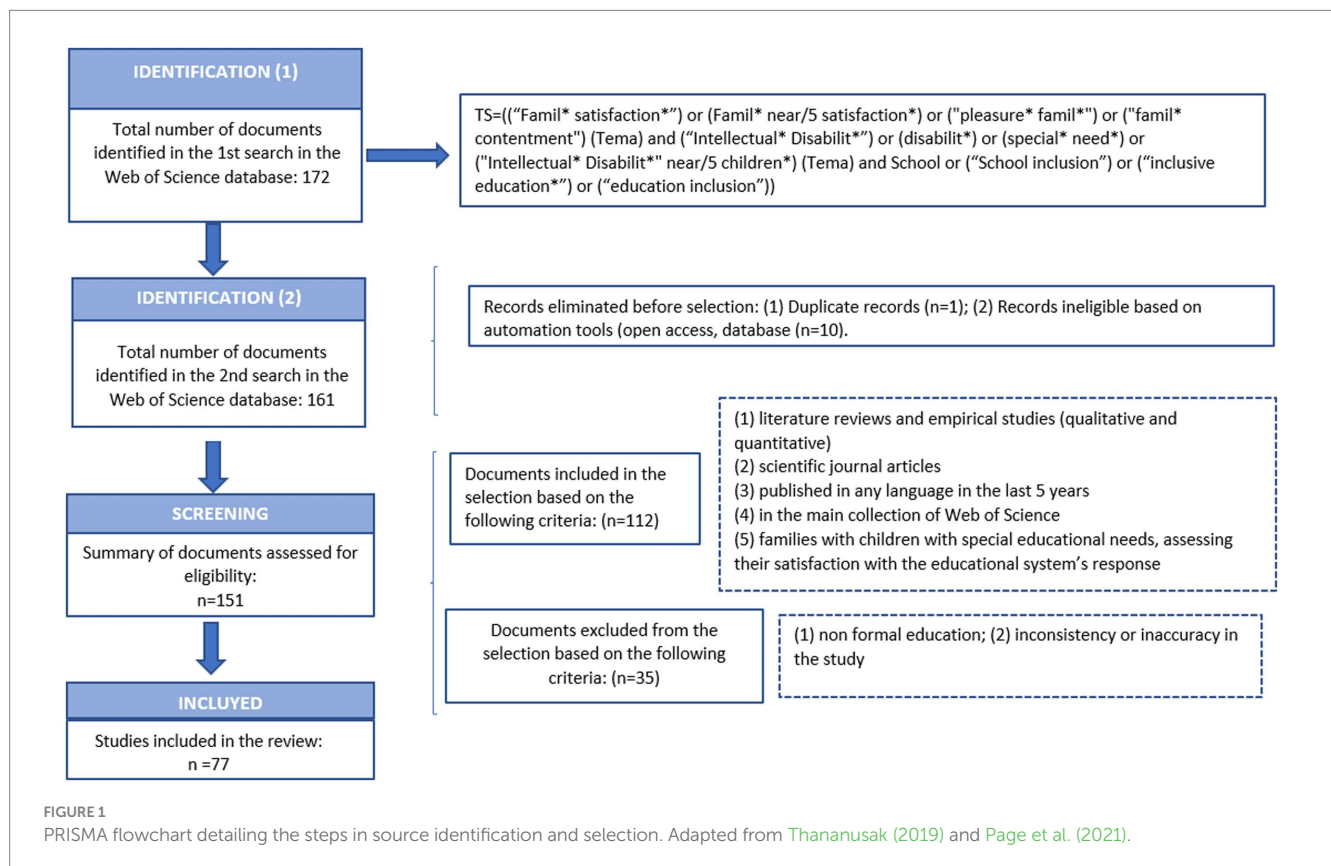 IDENTIFICATION (1)
Total number of documents
identified in the 1st search in the
Web of Science database: 172
TS=((“Famil* satisfaction*”) or (Famil* near/5 satisfaction*) or ("pleasure* famil*") or ("famil*
contentment") (Tema) and (“Intellectual* Disabilit*”) or (disabilit*) or (special* need*) or
("Intellectual* Disabilit*" near/5 children*) (Tema) and School or (“School inclusion”) or (“inclusive
education*”) or (“education inclusion”))
IDENTIFICATION (2)
Total number of documents
identified in the 2nd search in the
Web of Science database: 161
Records eliminated before selection: (1) Duplicate records (n=1); (2) Records ineligible based on
automation tools (open access, database (n=10).
SCREENING
Summary of documents assessed for
eligibility:
n=151
Documents included in the
selection based on the
following criteria: (n=112)
(1) literature reviews and empirical studies (qualitative and
quantitative)
(2) scientific journal articles
(3) published in any language in the last 5 years
(4) in the main collection of Web of Science
(5) families with children with special educational needs, assessing
their satisfaction with the educational system’s response
Documents excluded from the
selection based on the following
criteria: (n=35)
(1) non formal education; (2) inconsistency or inaccuracy in
the study
INCLUYED
Studies included in the review:
n =77
FIGURE 1
PRISMA flowchart detailing the steps in source identification and selection. Adapted from Thananusak (2019) and Page et al. (2021).